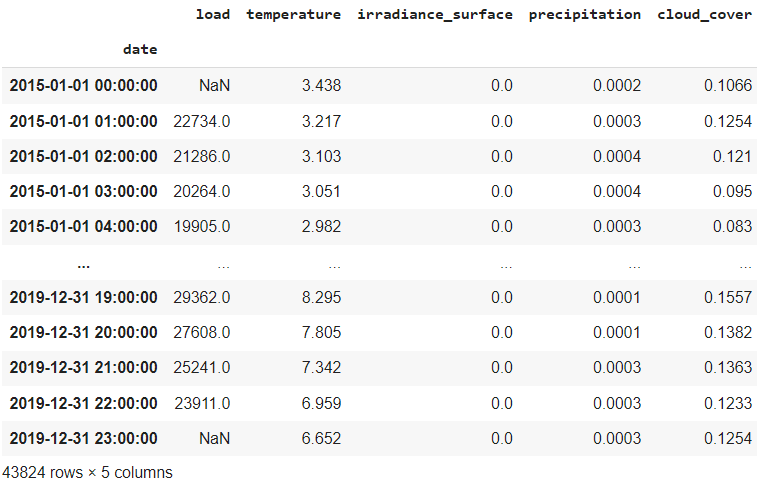 load temperature irradiance_surface precipitation cloud_cover
date
2015-01-01 00:00:00 NaN 3.438 0.0 0.0002 0.1066
2015-01-01 01:00:00 22734.0 3.217 0.0 0.0003 0.1254
2015-01-01 02:00:00 21286.0 3.103 0.0 0.0004 0.121
2015-01-01 03:00:00 20264.0 3.051 0.0 0.0004 0.095
2015-01-01 04:00:00 19905.0 2.982 0.0 0.0003 0.083
... ... ... ... ... ...
2019-12-31 19:00:00 29362.0 8.295 0.0 0.0001 0.1557
2019-12-31 20:00:00 27608.0 7.805 0.0 0.0001 0.1382
2019-12-31 21:00:00 25241.0 7.342 0.0 0.0003 0.1363
2019-12-31 22:00:00 23911.0 6.959 0.0 0.0003 0.1233
2019-12-31 23:00:00 NaN 6.652 0.0 0.0003 0.1254
43824 rows × 5 columns